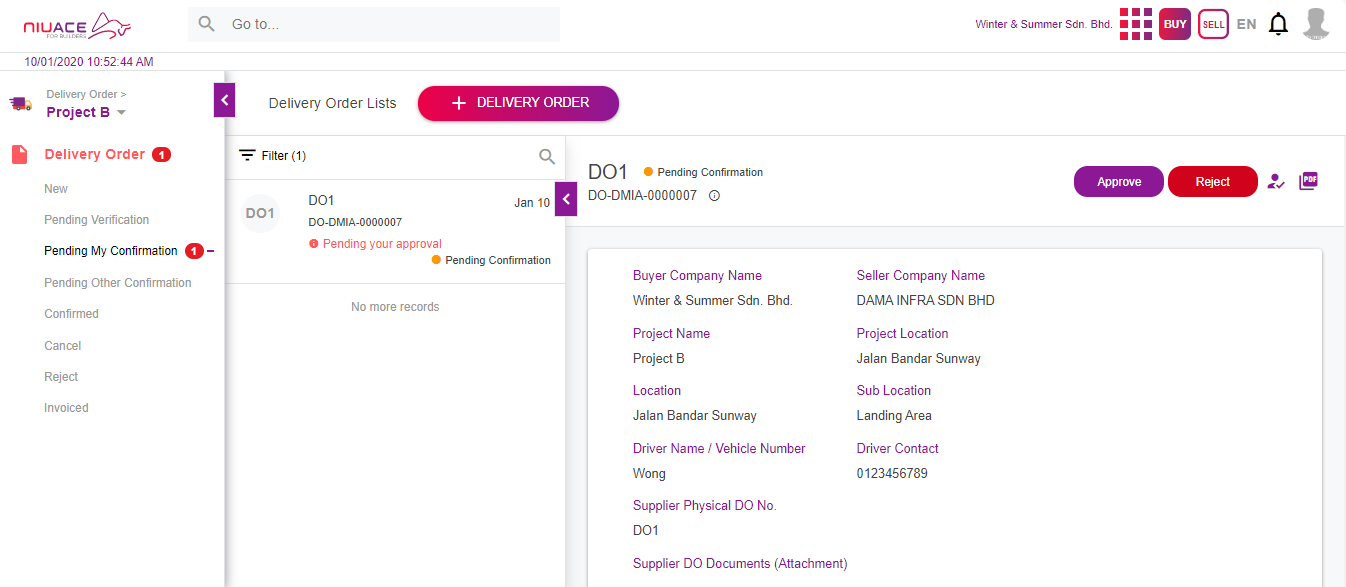 NIUACE
FOR BUILDERS
Go to...
Winter & Summer Sdn. Bhd.
BUY
SELL
EN
10/01/2020 10:52:44 AM
Delivery Order >
Project B
Delivery Order 1
New
Pending Verification
Pending My Confirmation 1
Pending Other Confirmation
Confirmed
Cancel
Reject
Invoiced
Delivery Order Lists
+ DELIVERY ORDER
Filter (1)
DO1
DO1
Jan 10
DO-DMIA-0000007
Pending your approval
Pending Confirmation
No more records
DO1
Pending Confirmation
DO-DMIA-0000007
Approve
Reject
PDF
Buyer Company Name
Winter & Summer Sdn. Bhd.
Seller Company Name
DAMA INFRA SDN BHD
Project Name
Project B
Project Location
Jalan Bandar Sunway
Location
Jalan Bandar Sunway
Sub Location
Landing Area
Driver Name / Vehicle Number
Wong
Driver Contact
0123456789
Supplier Physical DO No.
DO1
Supplier DO Documents (Attachment)